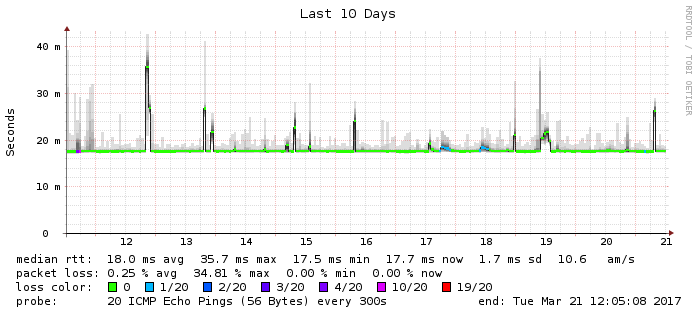 Last 10 Days
RRDTOOL / TOBI OETIKER
Seconds
40 m
30 m
20 m
10 m
0
12 13 14 15 16 17 18 19 20 21
median rtt: 18.0 ms avg 35.7 ms max 17.5 ms min 17.7 ms now 1.7 ms sd 10.6 am/s
packet loss: 0.25 % avg 34.81 % max 0.00 % min 0.00 % now
loss color: 0 1/20 2/20 3/20 4/20 10/20 19/20
probe: 20 ICMP Echo Pings (56 Bytes) every 300s end: Tue Mar 21 12:05:08 2017